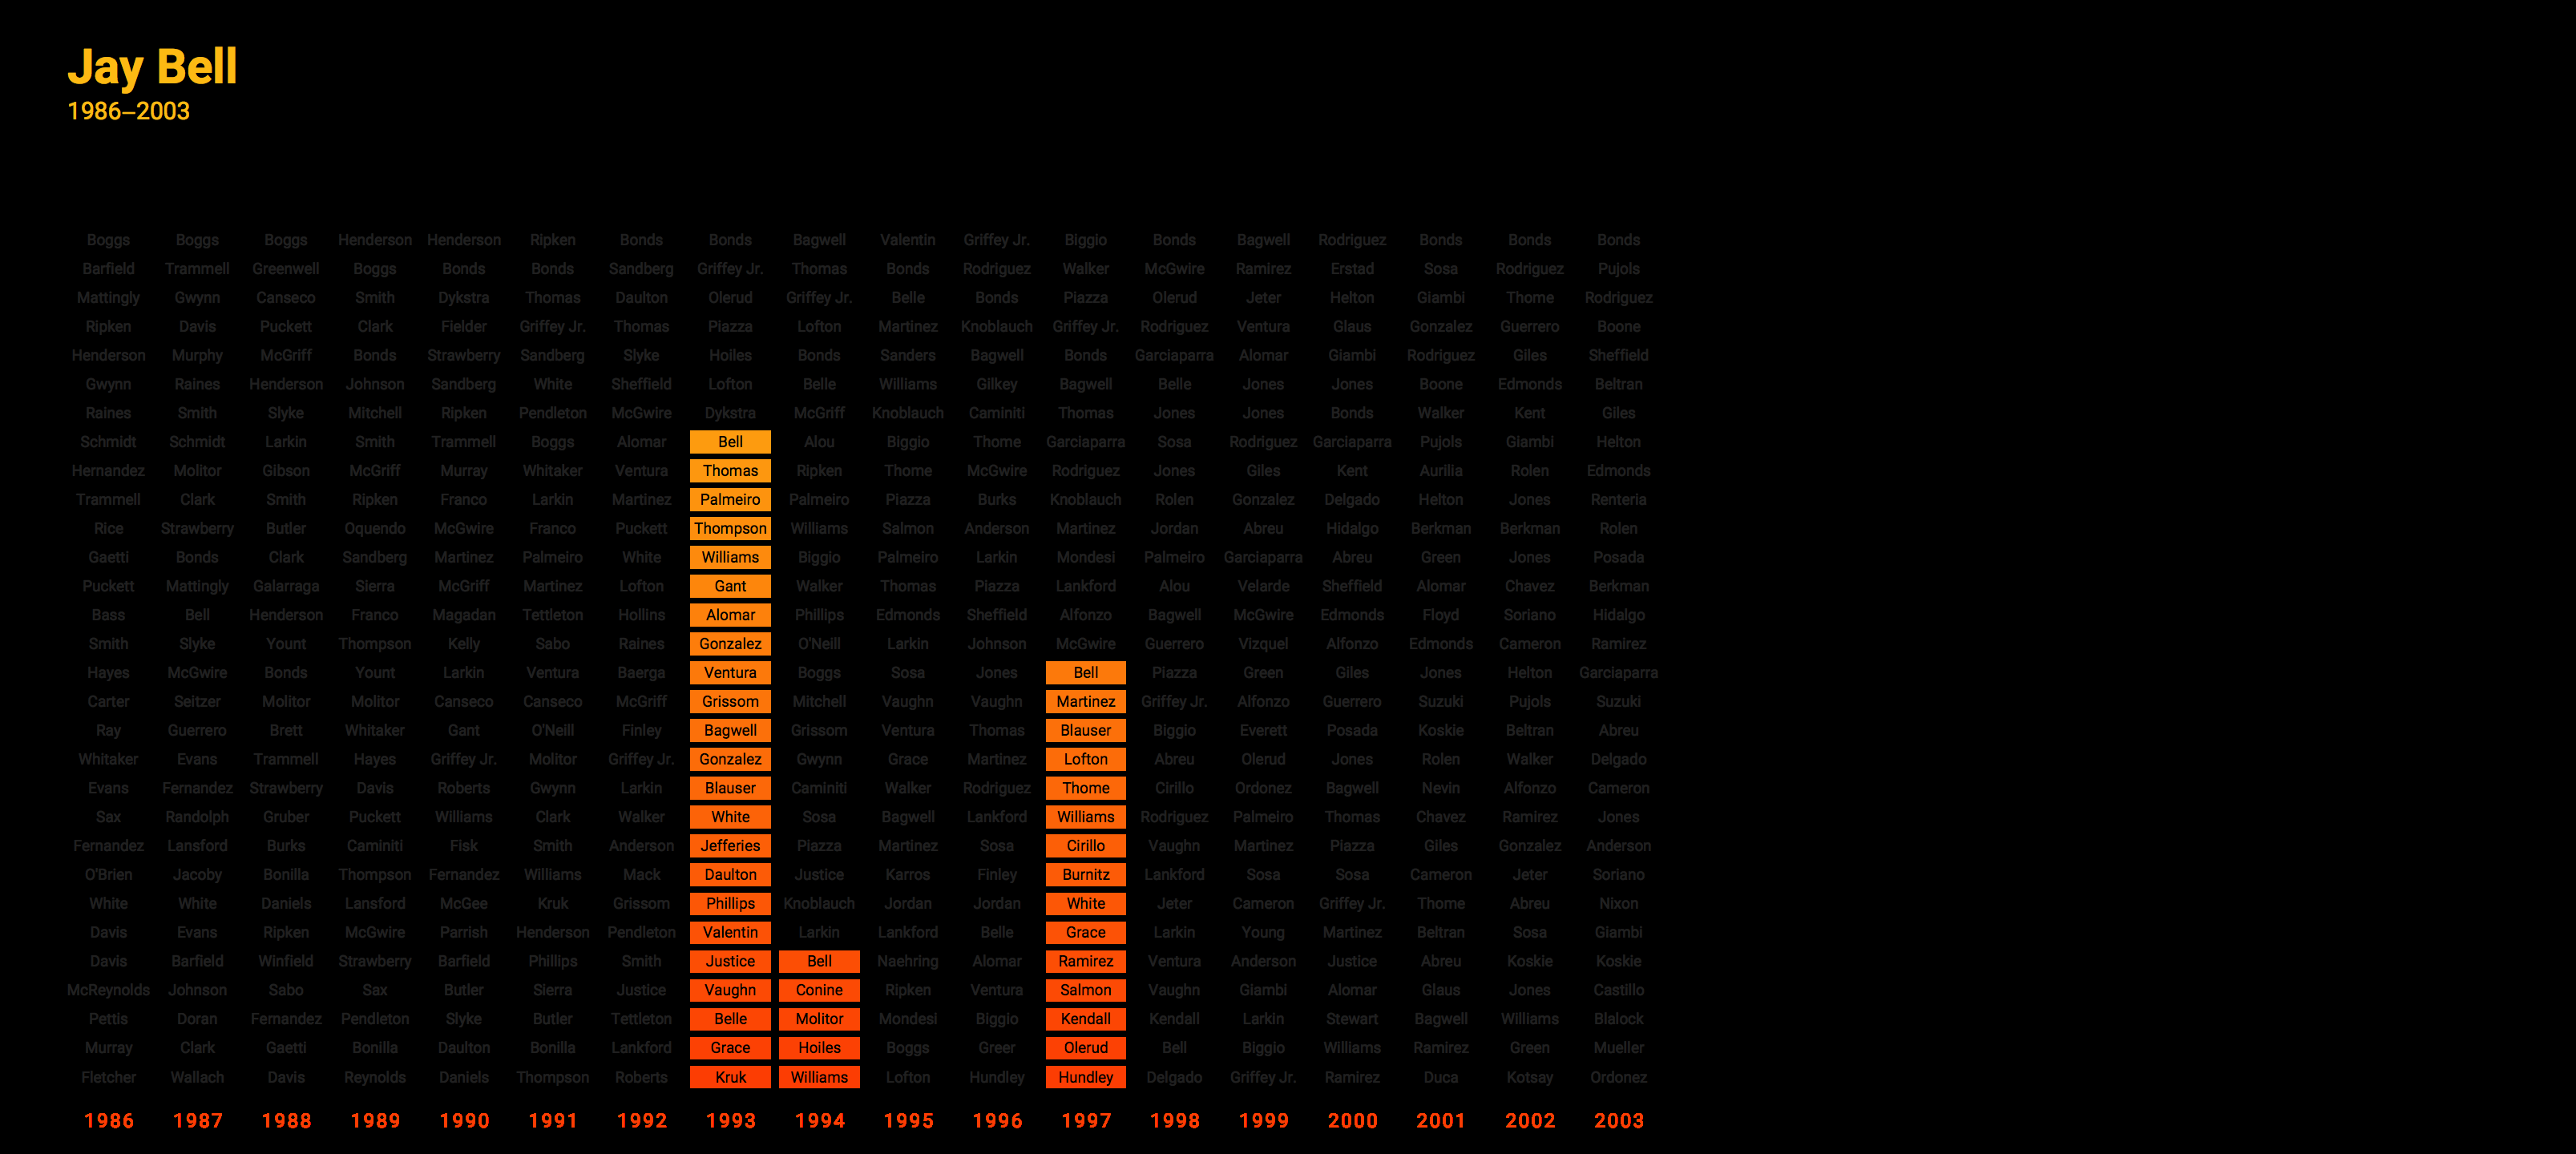 Jay Bell
1986–2003
Boggs Boggs Boggs Henderson Henderson Ripken Bonds Bonds Bagwell Valentin Griffey Jr. Biggio Bonds Bagwell Rodriguez Bonds Bonds Bonds
Barfield Trammell Greenwell Boggs Bonds Bonds Sandberg Griffey Jr. Thomas Bonds Rodriguez Walker McGwire Ramirez Erstad Sosa Rodriguez Pujols
Mattingly Gwynn Canseco Smith Dykstra Thomas Daulton Olerud Griffey Jr. Belle Bonds Piazza Olerud Jeter Helton Giambi Thome Rodriguez
Ripken Davis Puckett Clark Fielder Griffey Jr. Thomas Piazza Lofton Martinez Knoblauch Griffey Jr. Rodriguez Ventura Glaus Gonzalez Guerrero Boone
Henderson Murphy McGriff Bonds Strawberry Sandberg Slyke Hoiles Bonds Sanders Bagwell Bonds Garciaparra Alomar Giambi Rodriguez Giles Sheffield
Gwynn Raines Henderson Johnson Sandberg White Sheffield Lofton Belle Williams Gilkey Bagwell Belle Jones Jones Boone Edmonds Beltran
Raines Smith Slyke Mitchell Ripken Pendleton McGwire Dykstra McGriff Knoblauch Caminiti Thomas Jones Jones Bonds Walker Kent Giles
Schmidt Schmidt Larkin Smith Trammell Boggs Alomar Bell Alou Biggio Thome Garciaparra Sosa Rodriguez Garciaparra Pujols Giambi Helton
Hernandez Molitor Gibson McGriff Murray Whitaker Ventura Thomas Ripken Thome McGwire Rodriguez Jones Giles Kent Aurilia Rolen Edmonds
Trammell Clark Smith Ripken Franco Larkin Martinez Palmeiro Palmeiro Piazza Burks Knoblauch Rolen Gonzalez Delgado Helton Jones Renteria
Rice Strawberry Butler Oquendo McGwire Franco Puckett Thompson Williams Salmon Anderson Martinez Jordan Abreu Hidalgo Berkman Berkman Rolen
Gaetti Bonds Clark Sandberg Martinez Palmeiro White Williams Biggio Palmeiro Larkin Mondesi Palmeiro Garciaparra Abreu Green Jones Posada
Puckett Mattingly Galarraga Sierra McGriff Martinez Lofton Gant Walker Thomas Piazza Lankford Alou Velarde Sheffield Alomar Chavez Berkman
Bass Bell Henderson Franco Magadan Tettleton Hollins Alomar Phillips Edmonds Sheffield Alfonzo Bagwell McGwire Edmonds Floyd Soriano Hidalgo
Smith Slyke Yount Thompson Kelly Sabo Raines Gonzalez O'Neill Larkin Johnson McGwire Guerrero Vizquel Alfonzo Edmonds Cameron Ramirez
Hayes McGwire Bonds Yount Larkin Ventura Baerga Ventura Boggs Sosa Jones Bell Piazza Green Giles Jones Helton Garciaparra
Carter Seitzer Molitor Molitor Canseco Canseco McGriff Grissom Mitchell Vaughn Vaughn Martinez Griffey Jr. Alfonzo Guerrero Suzuki Pujols Suzuki
Ray Guerrero Brett Whitaker Gant O'Neill Finley Bagwell Grissom Ventura Thomas Blauser Biggio Everett Posada Koskie Beltran Abreu
Whitaker Evans Trammell Hayes Griffey Jr. Molitor Griffey Jr. Gonzalez Gwynn Grace Martinez Lofton Abreu Olerud Jones Rolen Walker Delgado
Evans Fernandez Strawberry Davis Roberts Gwynn Larkin Blauser Caminiti Walker Rodriguez Thome Cirillo Ordonez Bagwell Nevin Alfonzo Cameron
Sax Randolph Gruber Puckett Williams Clark Walker White Sosa Bagwell Lankford Williams Rodriguez Palmeiro Thomas Chavez Ramirez Jones
Fernandez Lansford Burks Caminiti Fisk Smith Anderson Jefferies Piazza Martinez Sosa Cirillo Vaughn Martinez Piazza Giles Gonzalez Anderson
O'Brien Jacoby Bonilla Thompson Fernandez Williams Mack Daulton Justice Karros Finley Burnitz Lankford Sosa Sosa Cameron Jeter Soriano
White White Daniels Lansford McGee Kruk Grissom Phillips Knoblauch Jordan Jordan White Jeter Cameron Griffey Jr. Thome Abreu Nixon
Davis Evans Ripken McGwire Parrish Henderson Pendleton Valentin Larkin Lankford Belle Grace Larkin Young Martinez Beltran Sosa Giambi
Davis Barfield Winfield Strawberry Barfield Phillips Smith Justice Bell Naehring Alomar Ramirez Ventura Anderson Justice Abreu Koskie Koskie
McReynolds Johnson Sabo Sax Butler Sierra Justice Vaughn Conine Ripken Ventura Salmon Vaughn Giambi Alomar Glaus Jones Castillo
Pettis Doran Fernandez Pendleton Slyke Butler Tettleton Belle Molitor Mondesi Biggio Kendall Kendall Larkin Stewart Bagwell Williams Blalock
Murray Clark Gaetti Bonilla Daulton Bonilla Lankford Grace Hoiles Boggs Greer Olerud Bell Biggio Williams Ramirez Green Mueller
Fletcher Wallach Davis Reynolds Daniels Thompson Roberts Kruk Williams Lofton Hundley Hundley Delgado Griffey Jr. Ramirez Duca Kotsay Ordonez
1986 1987 1988 1989 1990 1991 1992 1993 1994 1995 1996 1997 1998 1999 2000 2001 2002 2003